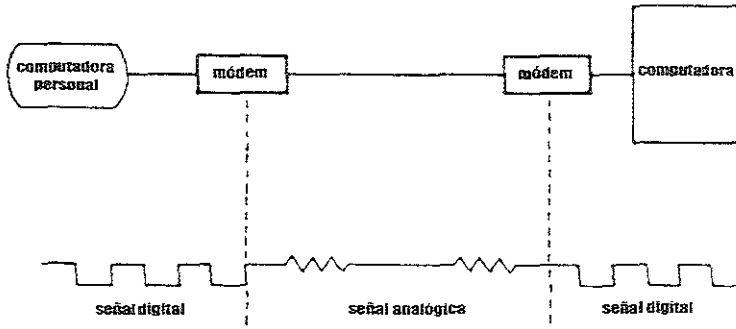 computadora
personal
módem
módem
computadora
señal digital
señal analógica
señal digital